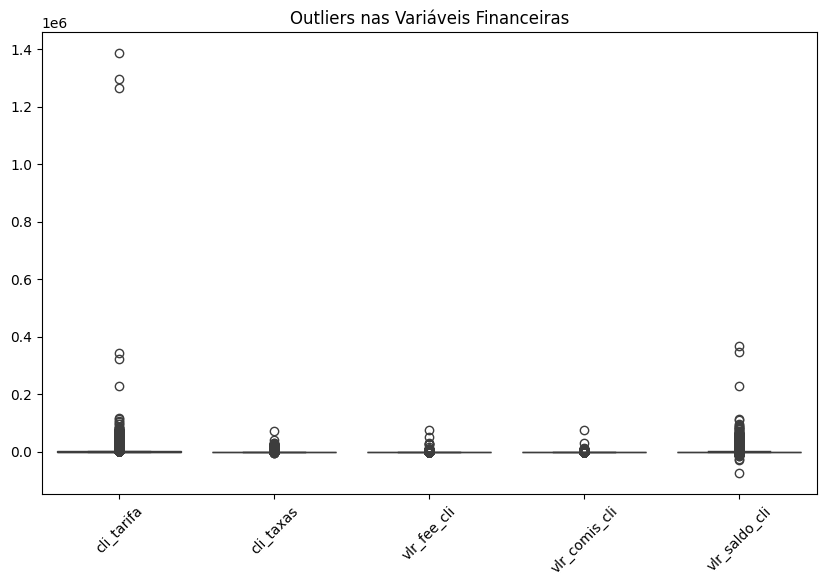 Outliers nas Variáveis Financeiras
1e6
1.4
1.2
1.0
0.8
0.6
0.4
0.2
0.0
cli_tarifa
cli_taxas
vlr_fee_cli
vlr_comis_cli
vlr_saldo_cli